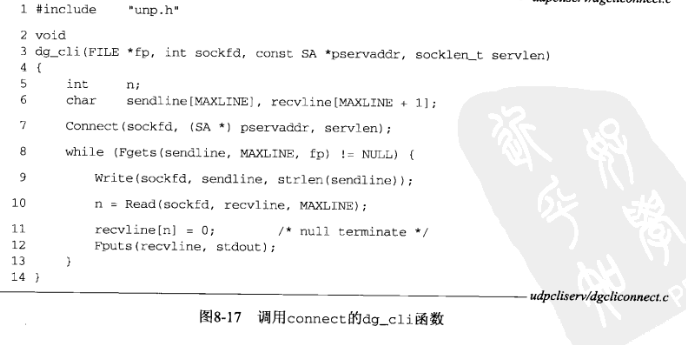 udpcliserv/dgcliconnect.c
1 #include "unp.h"
2 void
3 dg_cli(FILE *fp, int sockfd, const SA *pservaddr, socklen_t servlen)
4 {
5 int n;
6 char sendline[MAXLINE], recvline[MAXLINE + 1];
7 Connect(sockfd, (SA *) pservaddr, servlen);
8 while (Fgets(sendline, MAXLINE, fp) != NULL) {
9 Write(sockfd, sendline, strlen(sendline));
10 n = Read(sockfd, recvline, MAXLINE);
11 recvline[n] = 0; /* null terminate */
12 Fputs(recvline, stdout);
13 }
14 }
udpcliserv/dgcliconnect.c
图8-17 调用connect的dg_cli函数